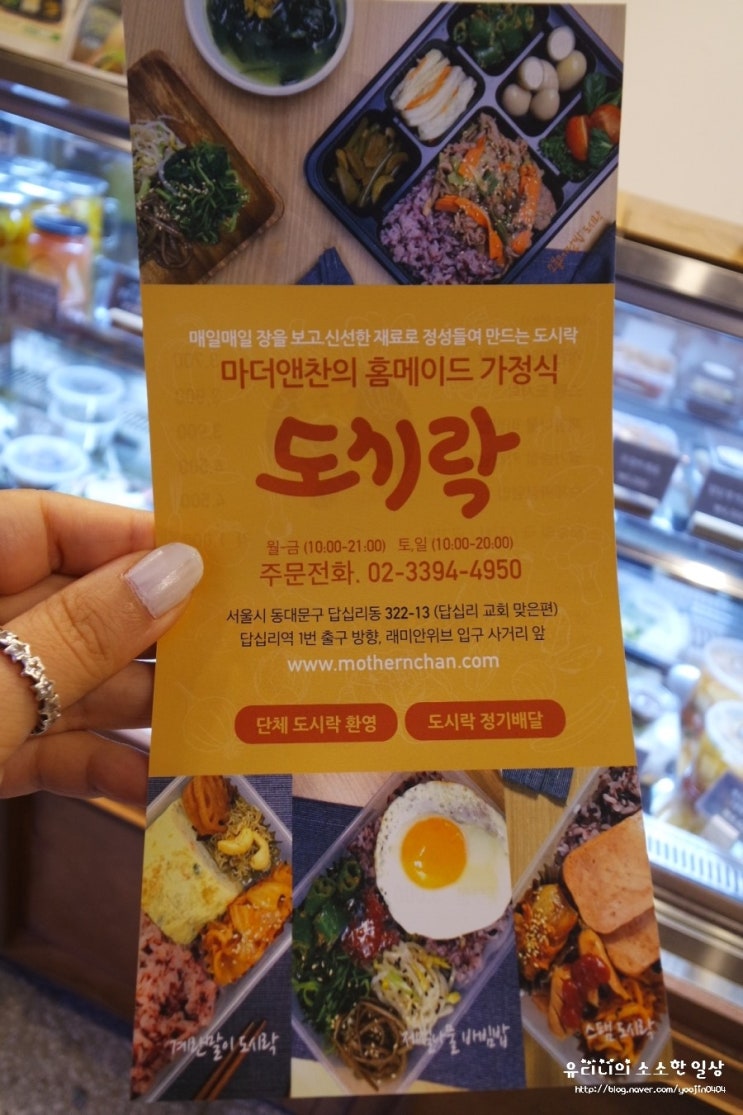 매일매일 장을 보고 신선한 재료로 정성들여 만드는 도시락
마더앤찬의 홈메이드 가정식
도시락
월-금 (10:00-21:00) 토,일 (10:00-20:00)
주문전화. 02-3394-4950
서울시 동대문구 답십리동 322-13 (답십리 교회 맞은편)
답십리역 1번 출구 방향, 래미안위브 입구 사거리 앞
www.mothernchan.com
단체 도시락 환영
도시락 정기배달
계란말이 도시락
비빔밥
스팸 도시락
유리니의 소소한 일상
http://blog.naver.com/yoojin0404